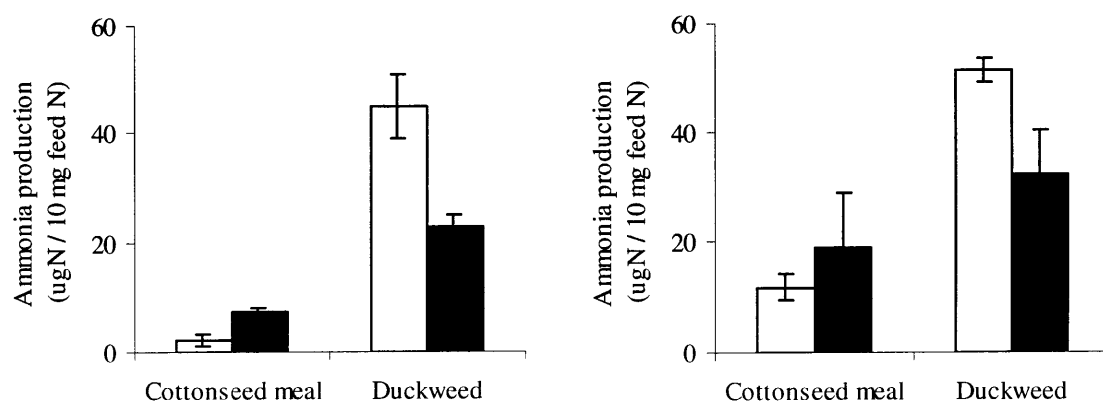 60
40
20
0
Ammonia production
(ugN / 10 mg feed N)
Cottonseed meal
Duckweed
60
40
20
0
Ammonia production
(ugN / 10 mg feed N)
Cottonseed meal
Duckweed